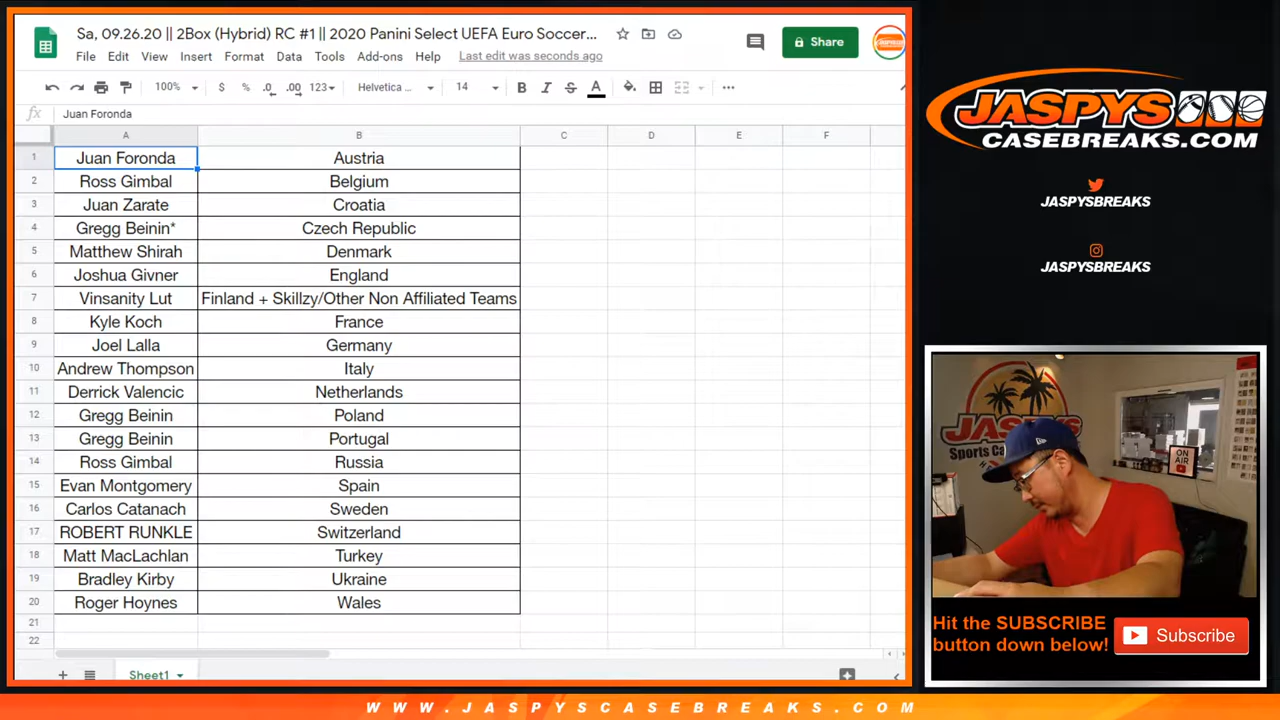 Sa, 09.26.20 || 2Box (Hybrid) RC #1 || 2020 Panini Select UEFA Euro Soccer...
Share
File Edit View Insert Format Data Tools Add-ons Help Last edit was seconds ago
100% $ % .0 .00 123 Helvetica ... 14 B I S A
fx Juan Foronda
A B C D E F
1 Juan Foronda Austria
2 Ross Gimbal Belgium
3 Juan Zarate Croatia
4 Gregg Beinin* Czech Republic
5 Matthew Shirah Denmark
6 Joshua Givner England
7 Vinsanity Lut Finland + Skillzy/Other Non Affiliated Teams
8 Kyle Koch France
9 Joel Lalla Germany
10 Andrew Thompson Italy
11 Derrick Valencic Netherlands
12 Gregg Beinin Poland
13 Gregg Beinin Portugal
14 Ross Gimbal Russia
15 Evan Montgomery Spain
16 Carlos Catanach Sweden
17 ROBERT RUNKLE Switzerland
18 Matt MacLachlan Turkey
19 Bradley Kirby Ukraine
20 Roger Hoynes Wales
21
22
Sheet1
JASPYS
CASEBREAKS.COM
JASPYSBREAKS
JASPYSBREAKS
JASPYS
Sports Ca
ON
AIR
Hit the SUBSCRIBE
button down below!
Subscribe
WWW.JASPYSCASEBREAKS.COM